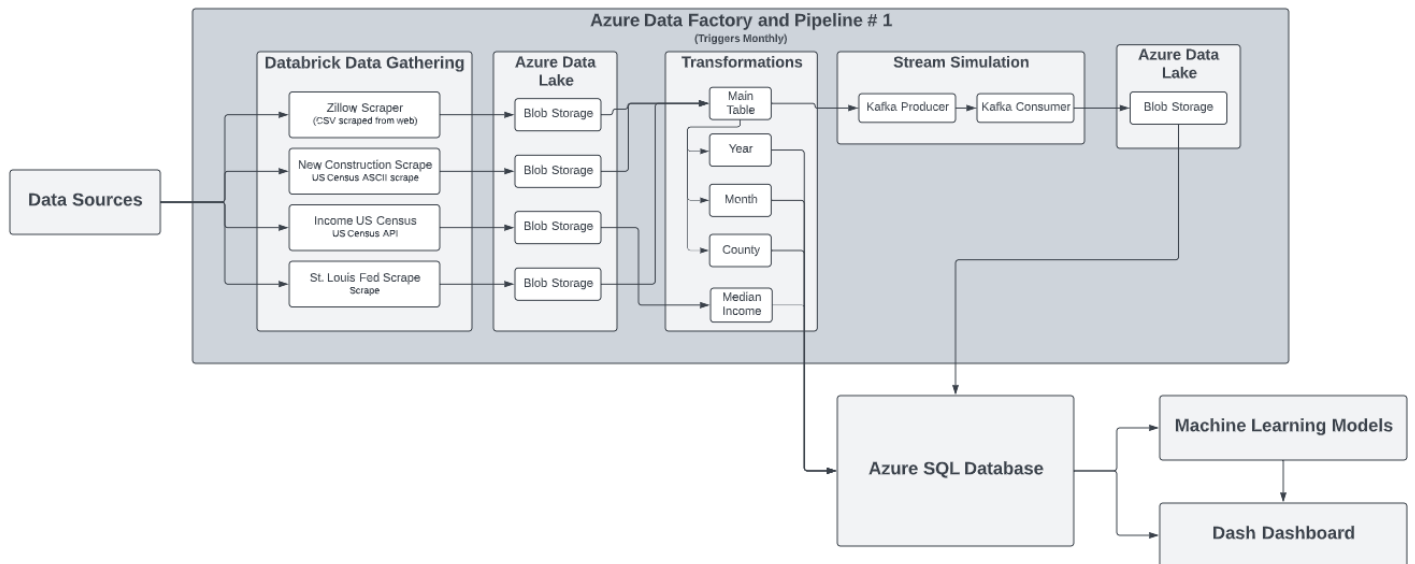 Azure Data Factory and Pipeline # 1
(Triggers Monthly)
Data Sources
Databrick Data Gathering
Zillow Scraper
(CSV scraped from web)
New Construction Scrape
US Census ASCII scrape
Income US Census
US Census API
St. Louis Fed Scrape
Scrape
Azure Data
Lake
Blob Storage
Blob Storage
Blob Storage
Blob Storage
Transformations
Main
Table
Year
Month
County
Median
Income
Stream Simulation
Kafka Producer
Kafka Consumer
Azure Data
Lake
Blob Storage
Azure SQL Database
Machine Learning Models
Dash Dashboard